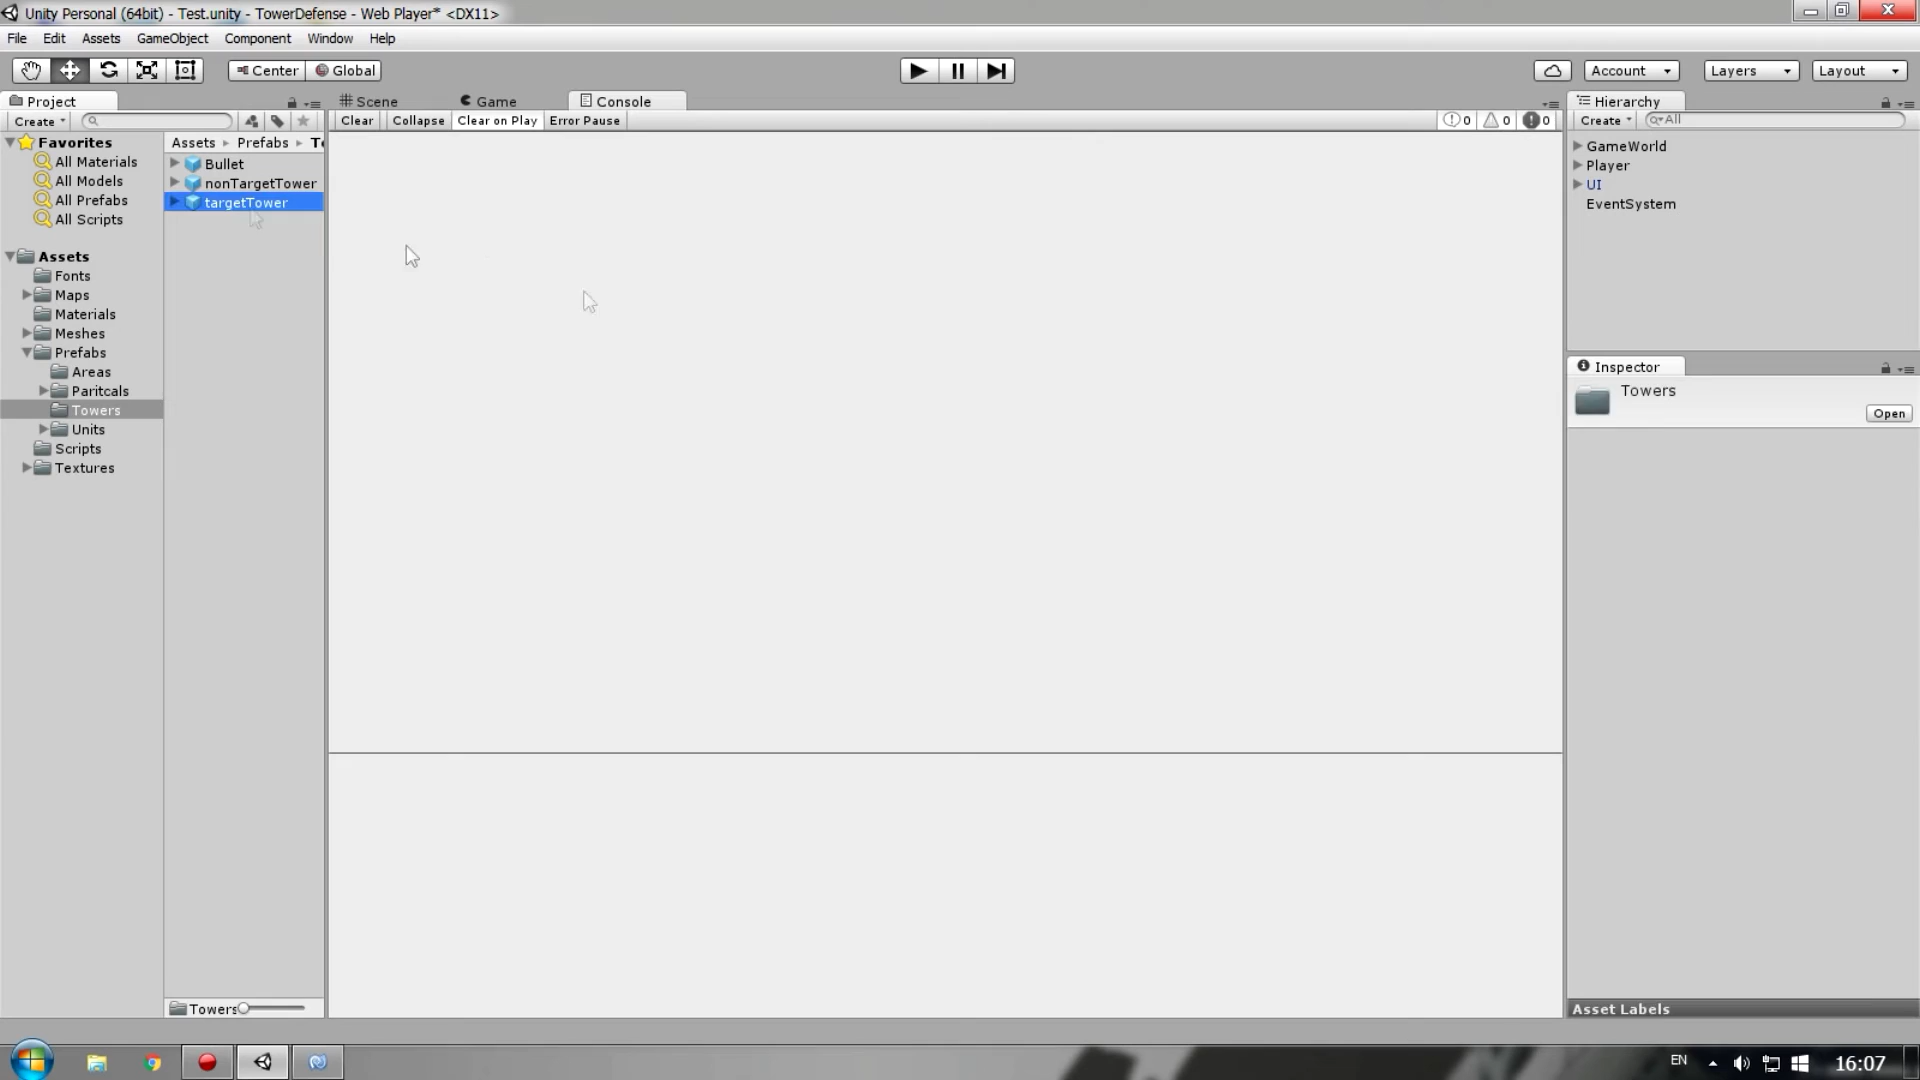 Unity Personal (64bit) - Test.unity - TowerDefense - Web Player* <DX11>
File Edit Assets GameObject Component Window Help
Center Global Account Layers Layout
Project Scene Game Console Hierarchy
Create Clear Collapse Clear on Play Error Pause 0 0 0 Create All
Favorites
All Materials
All Models
All Prefabs
All Scripts
Assets
Fonts
Maps
Materials
Meshes
Prefabs
Areas
Paritcals
Towers
Units
Scripts
Textures
Assets Prefabs
Bullet
nonTargetTower
targetTower
Towers
GameWorld
Player
UI
EventSystem
Inspector
Towers
Open
Asset Labels
EN 16:07